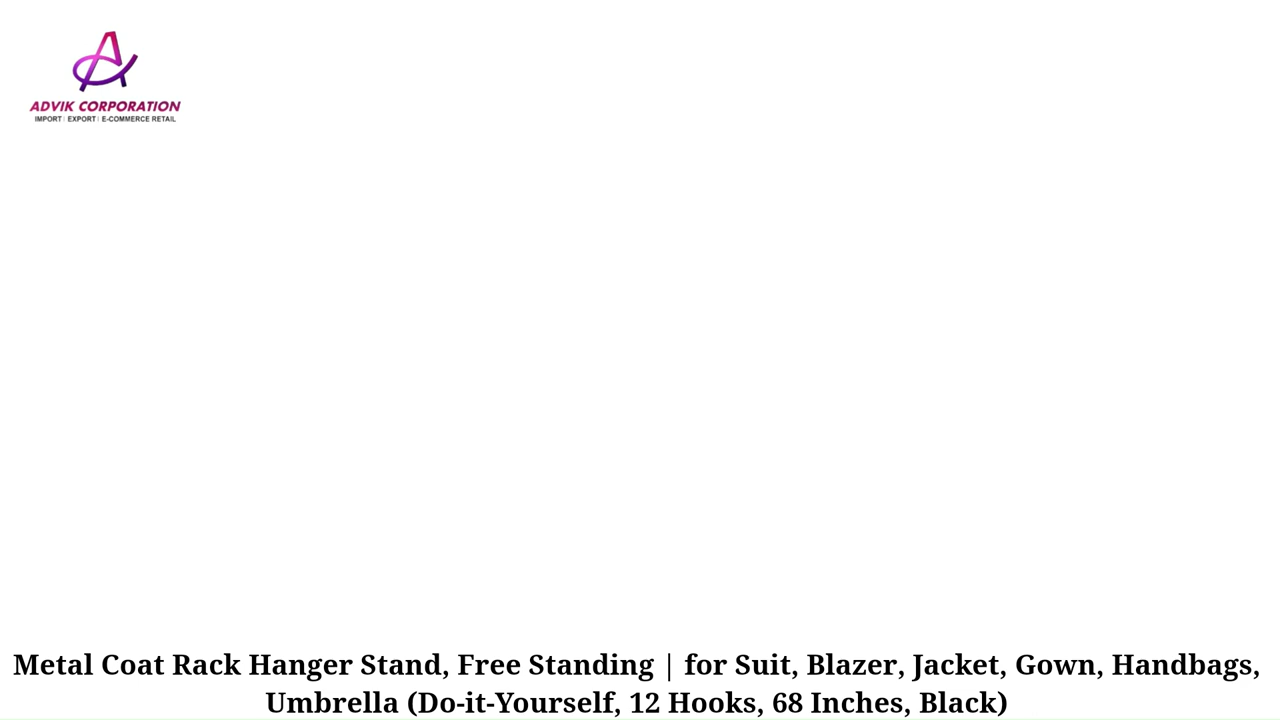 ADVIK CORPORATION
IMPORT | EXPORT | E-COMMERCE RETAIL
Metal Coat Rack Hanger Stand, Free Standing | for Suit, Blazer, Jacket, Gown, Handbags,
Umbrella (Do-it-Yourself, 12 Hooks, 68 Inches, Black)